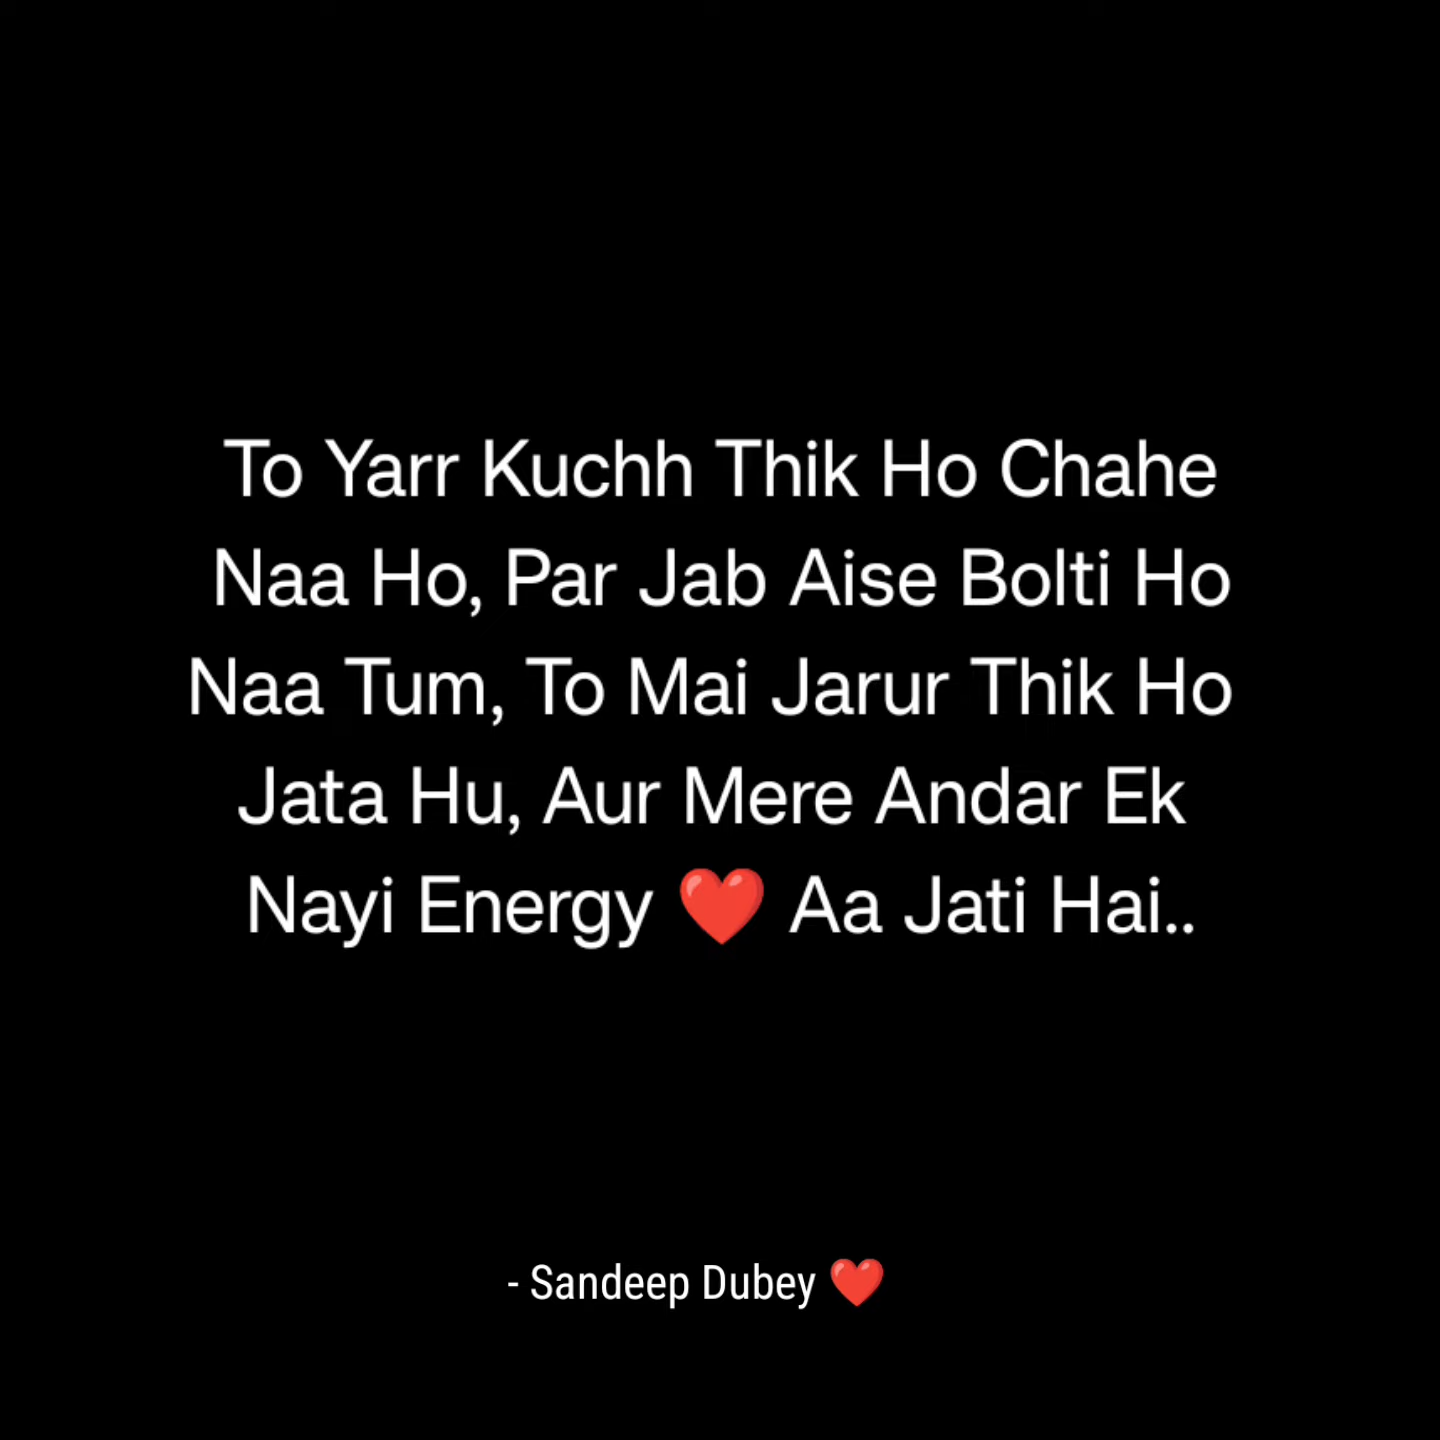 To Yarr Kuchh Thik Ho Chahe
Naa Ho, Par Jab Aise Bolti Ho
Naa Tum, To Mai Jarur Thik Ho
Jata Hu, Aur Mere Andar Ek
Nayi Energy ❤️ Aa Jati Hai..
- Sandeep Dubey ❤️